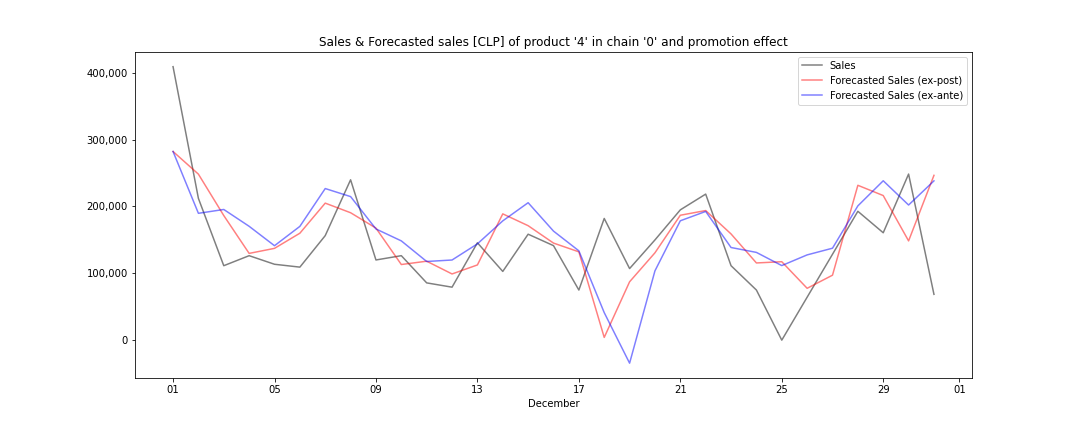 Sales & Forecasted sales [CLP] of product '4' in chain '0' and promotion effect
Sales
Forecasted Sales (ex-post)
Forecasted Sales (ex-ante)
400,000
300,000
200,000
100,000
0
01 05 09 13 17 21 25 29 01
December